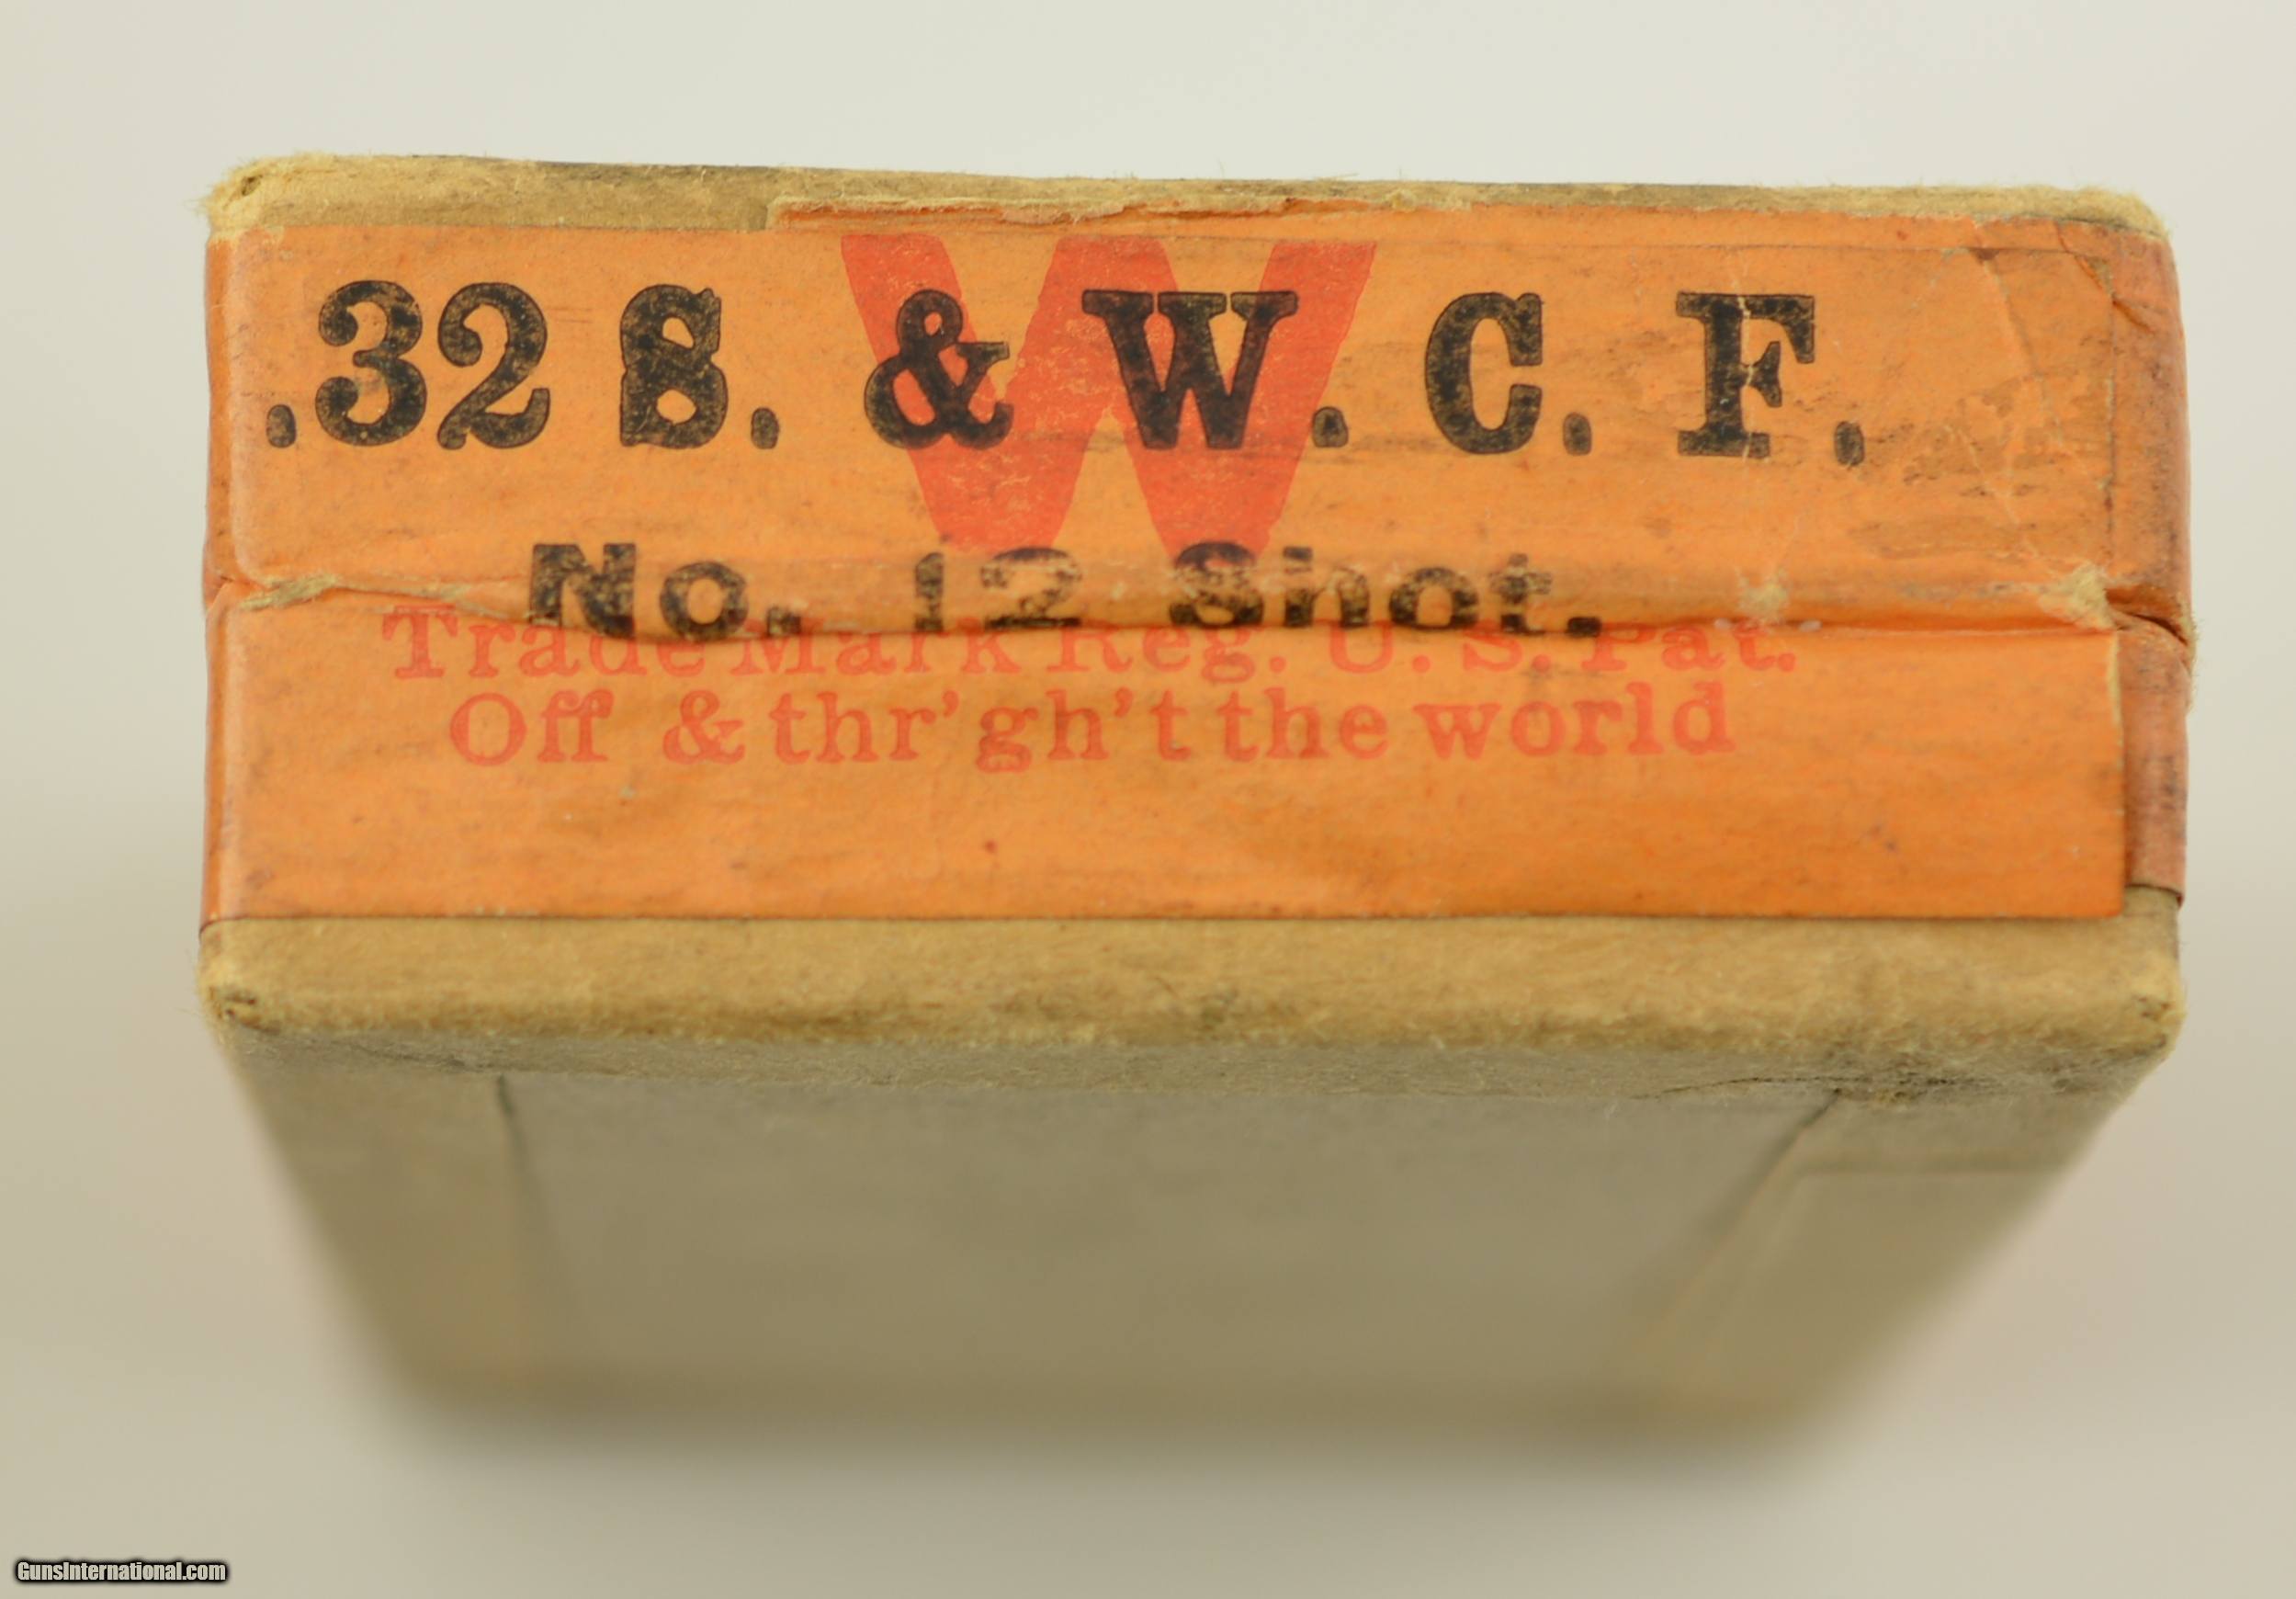 W
.32 S. & W. C. F.
No. 12 Shot.
Trade Mark Reg. U. S. Pat.
Off & thr'gh't the world
GunsInternational.com